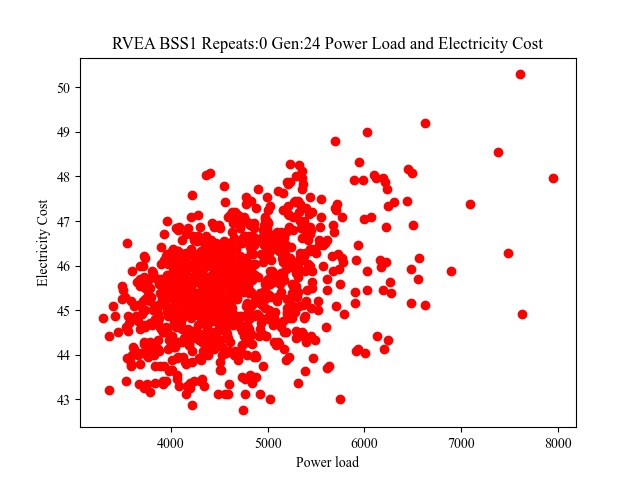 RVEA BSS1 Repeats:0 Gen:24 Power Load and Electricity Cost
50
49
48
47
46
45
44
43
Electricity Cost
4000 5000 6000 7000 8000
Power load